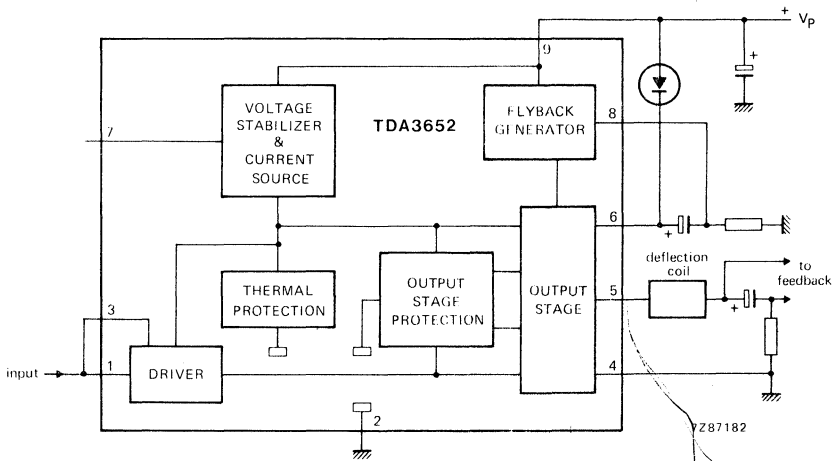 + Vp
9
+
VOLTAGE
STABILIZER
&
CURRENT
SOURCE
TDA3652
FLYBACK
GENERATOR
7
8
6
+
deflection
coil
to
feedback
THERMAL
PROTECTION
OUTPUT
STAGE
PROTECTION
OUTPUT
STAGE
5
+
3
input
1
DRIVER
4
2
7Z87182